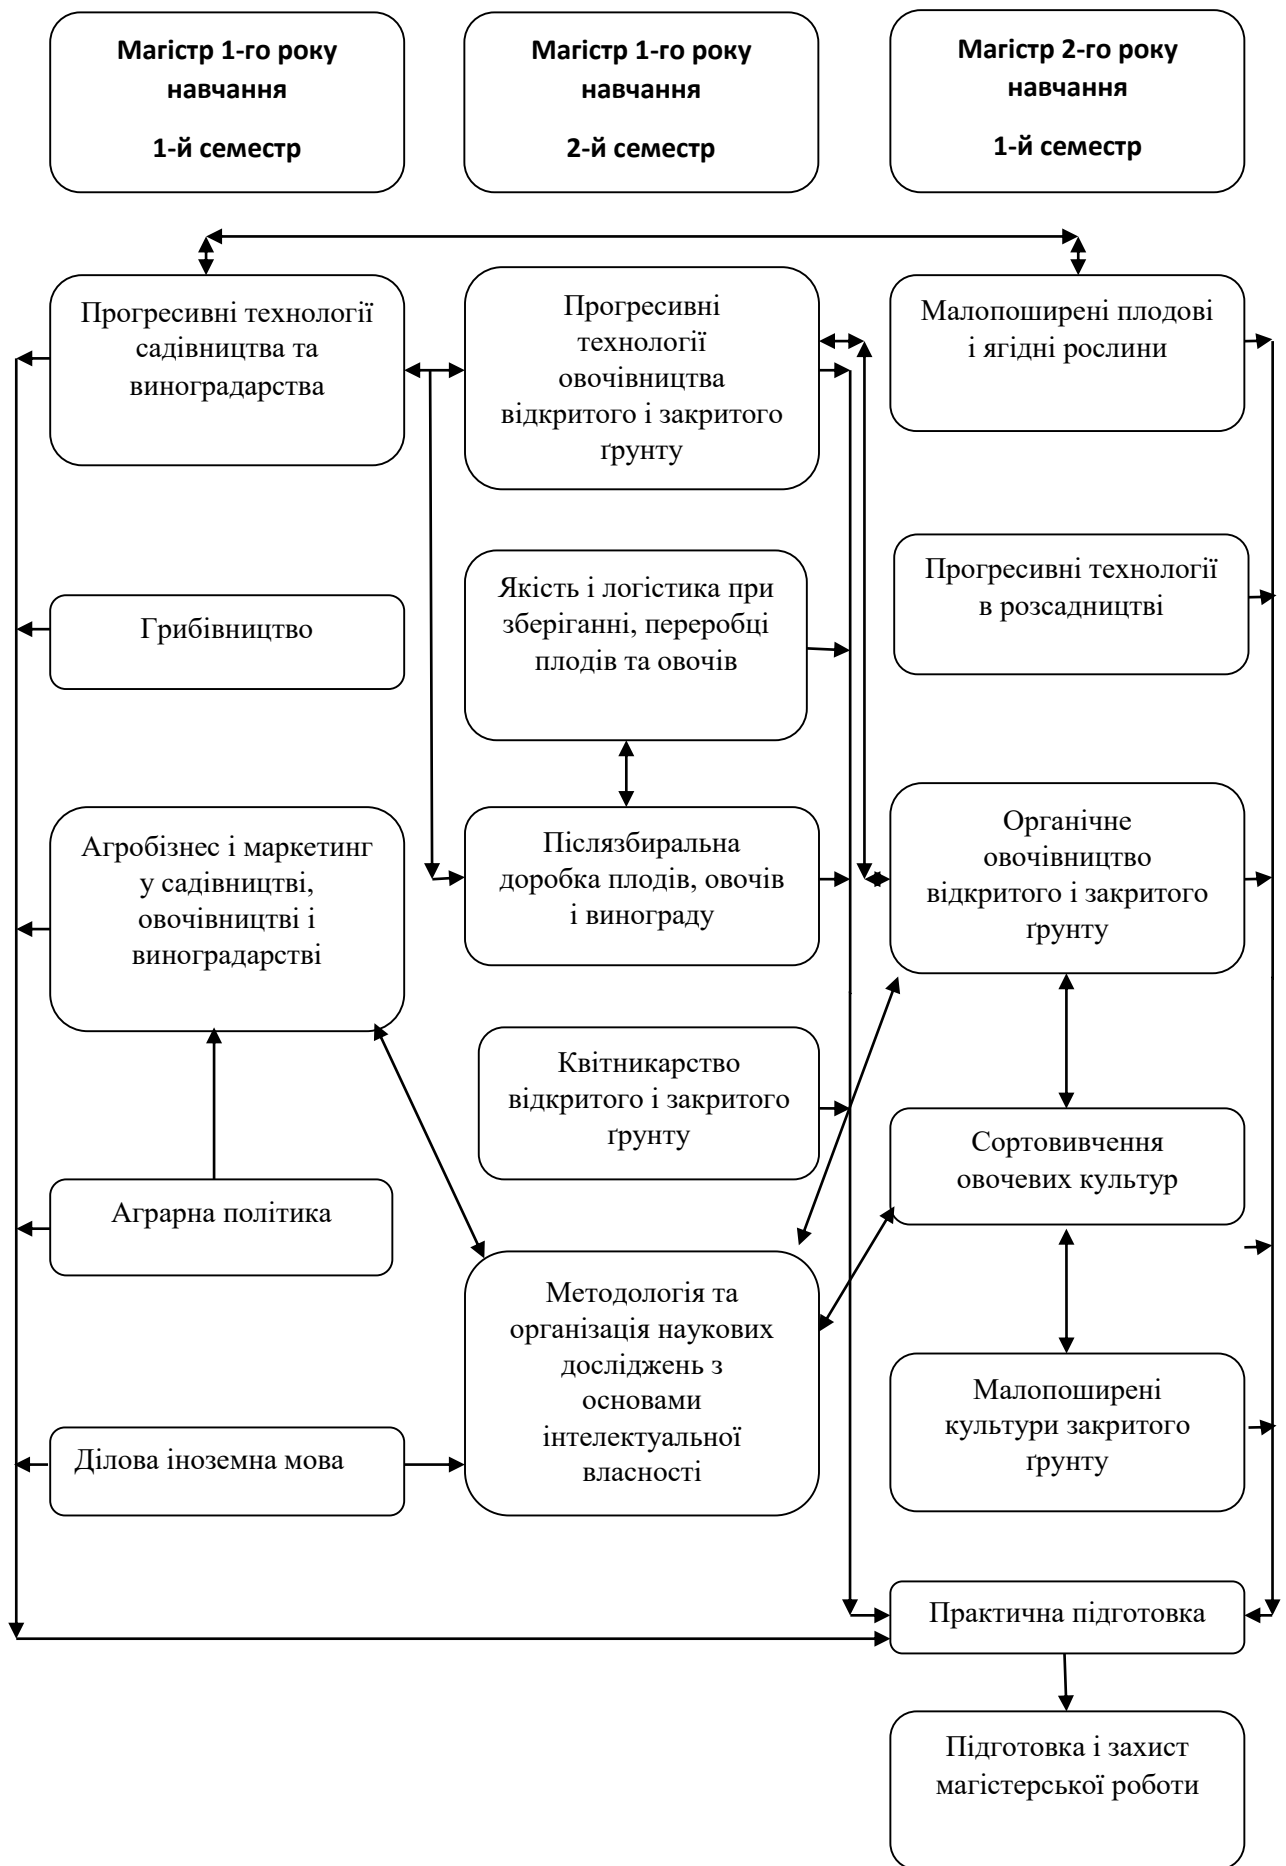 Магістр 1-го року
навчання
1-й семестр
Магістр 1-го року
навчання
2-й семестр
Магістр 2-го року
навчання
1-й семестр
Прогресивні технології
садівництва та
виноградарства
Прогресивні
технології
овочівництва
відкритого і закритого
ґрунту
Малопоширені плодові
і ягідні рослини
Грибівництво
Якість і логістика при
зберіганні, переробці
плодів та овочів
Прогресивні технології
в розсадництві
Агробізнес і маркетинг
у садівництві,
овочівництві і
виноградарстві
Післязбиральна
доробка плодів, овочів
і винограду
Органічне
овочівництво
відкритого і закритого
ґрунту
Квітникарство
відкритого і закритого
ґрунту
Аграрна політика
Сортовивчення
овочевих культур
Методологія та
організація наукових
досліджень з
основами
інтелектуальної
власності
Ділова іноземна мова
Малопоширені
культури закритого
ґрунту
Практична підготовка
Підготовка і захист
магістерської роботи